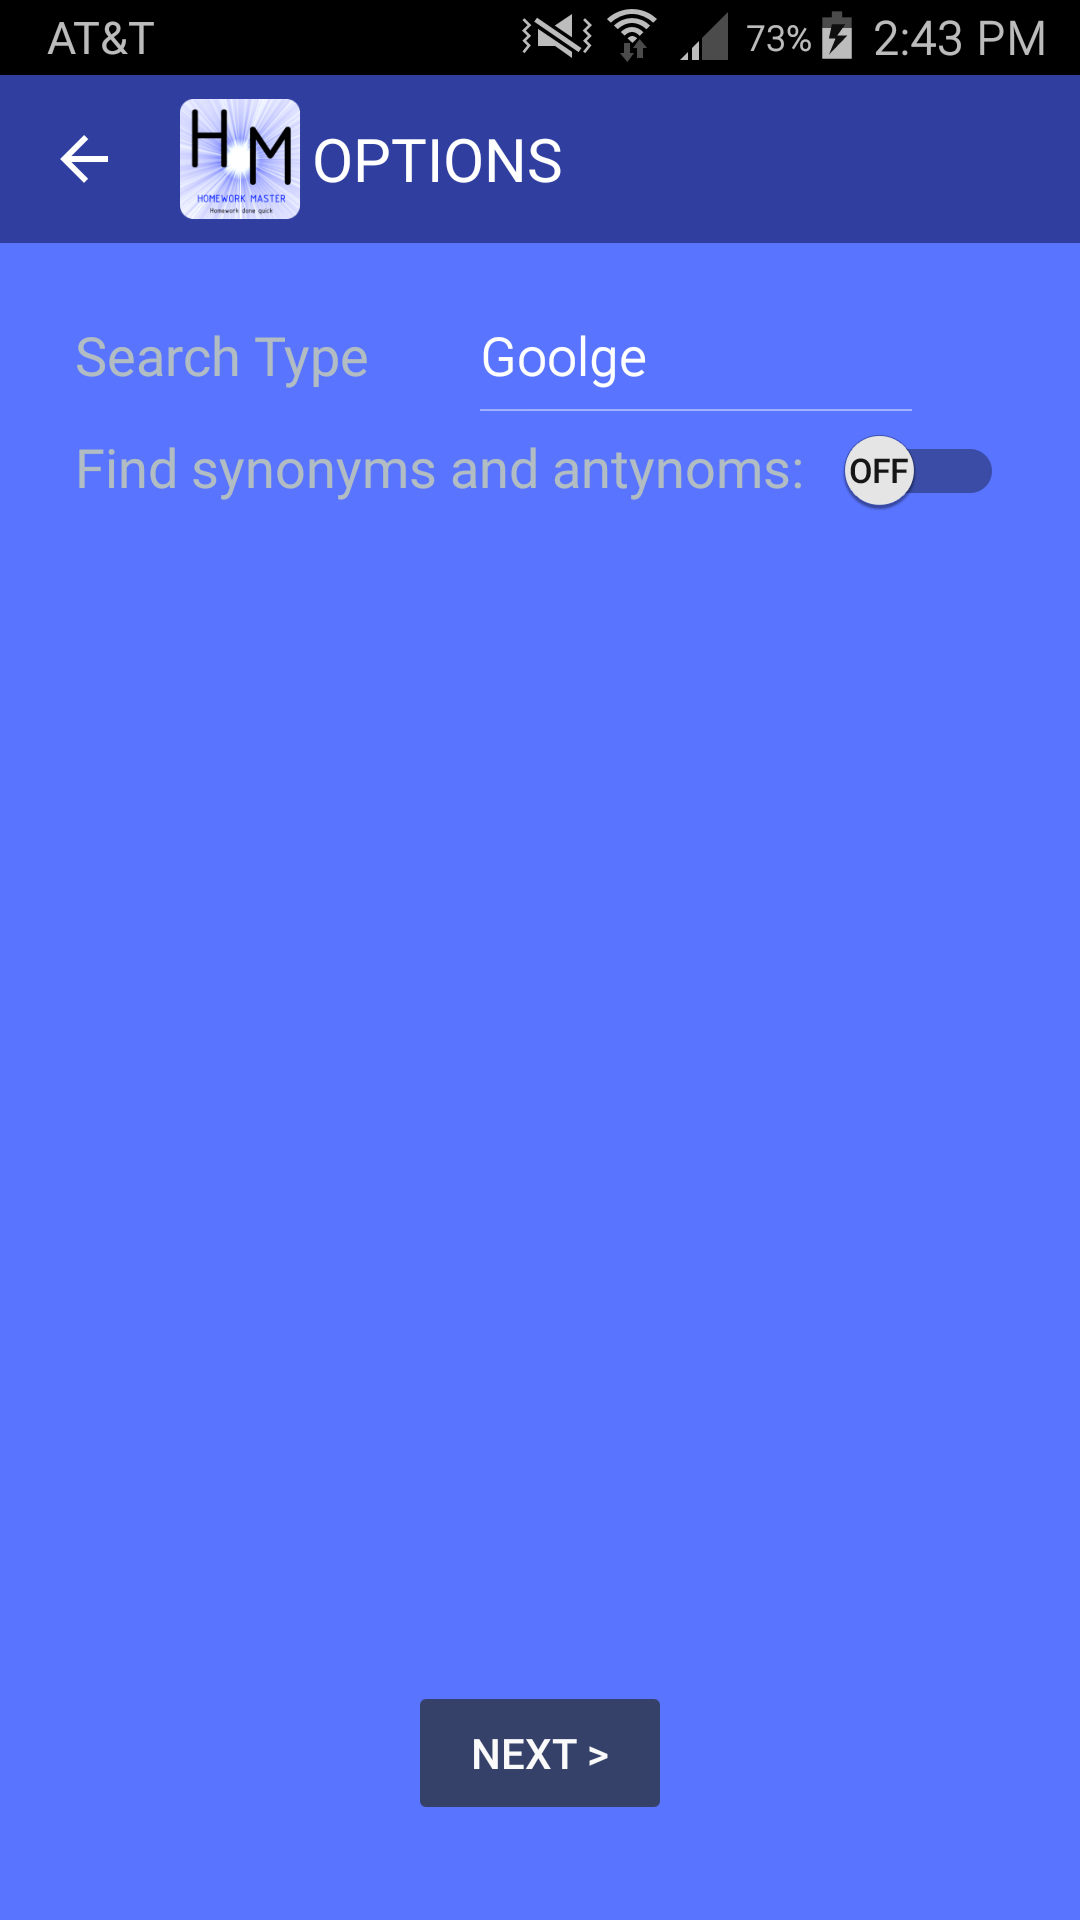 AT&T 73% 2:43 PM
HM
HOMEWORK MASTER
Homework done quick
OPTIONS
Search Type Goolge
Find synonyms and antynoms: OFF
NEXT >